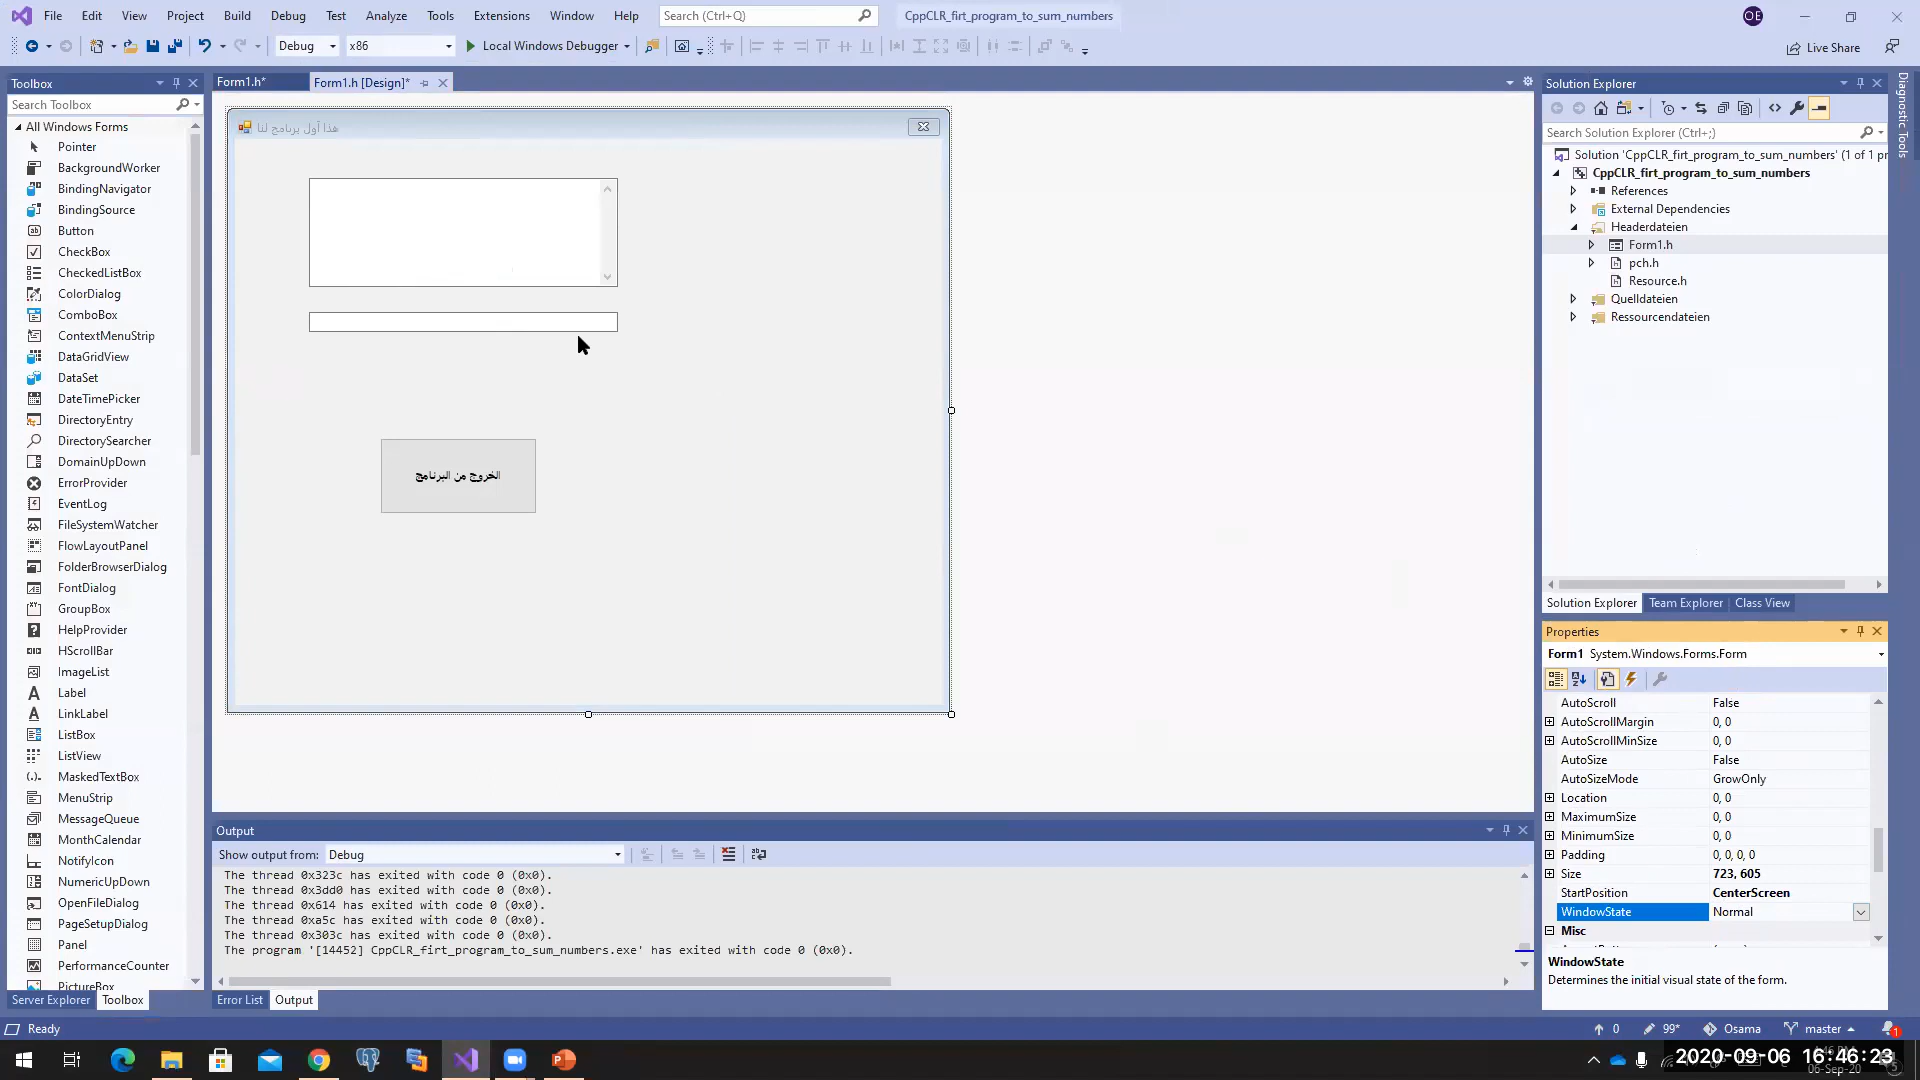 File Edit View Project Build Debug Test Analyze Tools Extensions Window Help Search (Ctrl+Q) CppCLR_firt_program_to_sum_numbers OE
Debug x86 Local Windows Debugger Live Share
Toolbox
Search Toolbox
All Windows Forms
Pointer
BackgroundWorker
BindingNavigator
BindingSource
Button
CheckBox
CheckedListBox
ColorDialog
ComboBox
ContextMenuStrip
DataGridView
DataSet
DateTimePicker
DirectoryEntry
DirectorySearcher
DomainUpDown
ErrorProvider
EventLog
FileSystemWatcher
FlowLayoutPanel
FolderBrowserDialog
FontDialog
GroupBox
HelpProvider
HScrollBar
ImageList
Label
LinkLabel
ListBox
ListView
MaskedTextBox
MenuStrip
MessageQueue
MonthCalendar
NotifyIcon
NumericUpDown
OpenFileDialog
PageSetupDialog
Panel
PerformanceCounter
PictureBox
Server Explorer Toolbox
Form1.h* Form1.h [Design]*
هذا أول برنامج لنا
الخروج من البرنامج
Output
Show output from: Debug
The thread 0x323c has exited with code 0 (0x0).
The thread 0x3dd0 has exited with code 0 (0x0).
The thread 0x614 has exited with code 0 (0x0).
The thread 0xa5c has exited with code 0 (0x0).
The thread 0x303c has exited with code 0 (0x0).
The program '[14452] CppCLR_firt_program_to_sum_numbers.exe' has exited with code 0 (0x0).
Error List Output
Solution Explorer
Search Solution Explorer (Ctrl+;)
Solution 'CppCLR_firt_program_to_sum_numbers' (1 of 1 pr
CppCLR_firt_program_to_sum_numbers
References
External Dependencies
Headerdateien
Form1.h
pch.h
Resource.h
Quelldateien
Ressourcendateien
Solution Explorer Team Explorer Class View
Diagnostic Tools
Properties
Form1 System.Windows.Forms.Form
AutoScroll False
AutoScrollMargin 0, 0
AutoScrollMinSize 0, 0
AutoSize False
AutoSizeMode GrowOnly
Location 0, 0
MaximumSize 0, 0
MinimumSize 0, 0
Padding 0, 0, 0, 0
Size 723, 605
StartPosition CenterScreen
WindowState Normal
Misc
WindowState
Determines the initial visual state of the form.
Ready 0 99* Osama master 1
2020-09-06 16:46:23
06-Sep-20